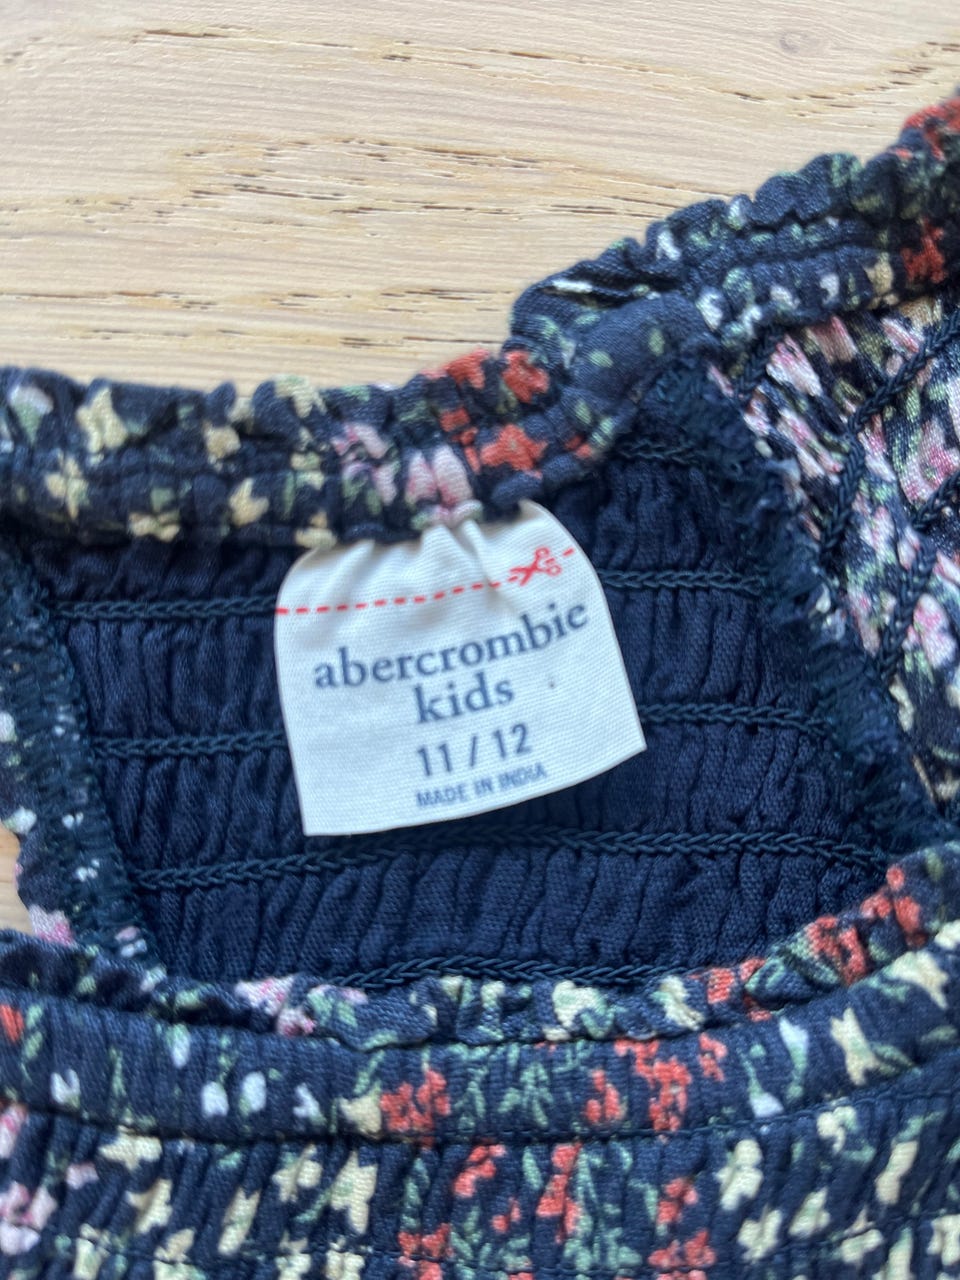 abercrombie
kids
11 / 12
MADE IN INDIA